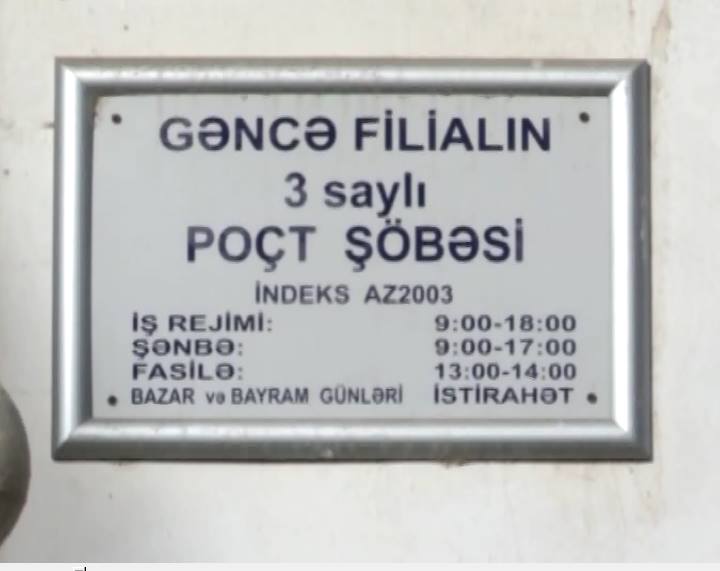 GƏNCƏ FİLİALIN
3 saylı
POÇT ŞÖBƏSİ
İNDEKS AZ2003
İŞ REJİMİ: 9:00-18:00
ŞƏNBƏ: 9:00-17:00
FASİLƏ: 13:00-14:00
BAZAR və BAYRAM GÜNLƏRİ İSTİRAHƏT